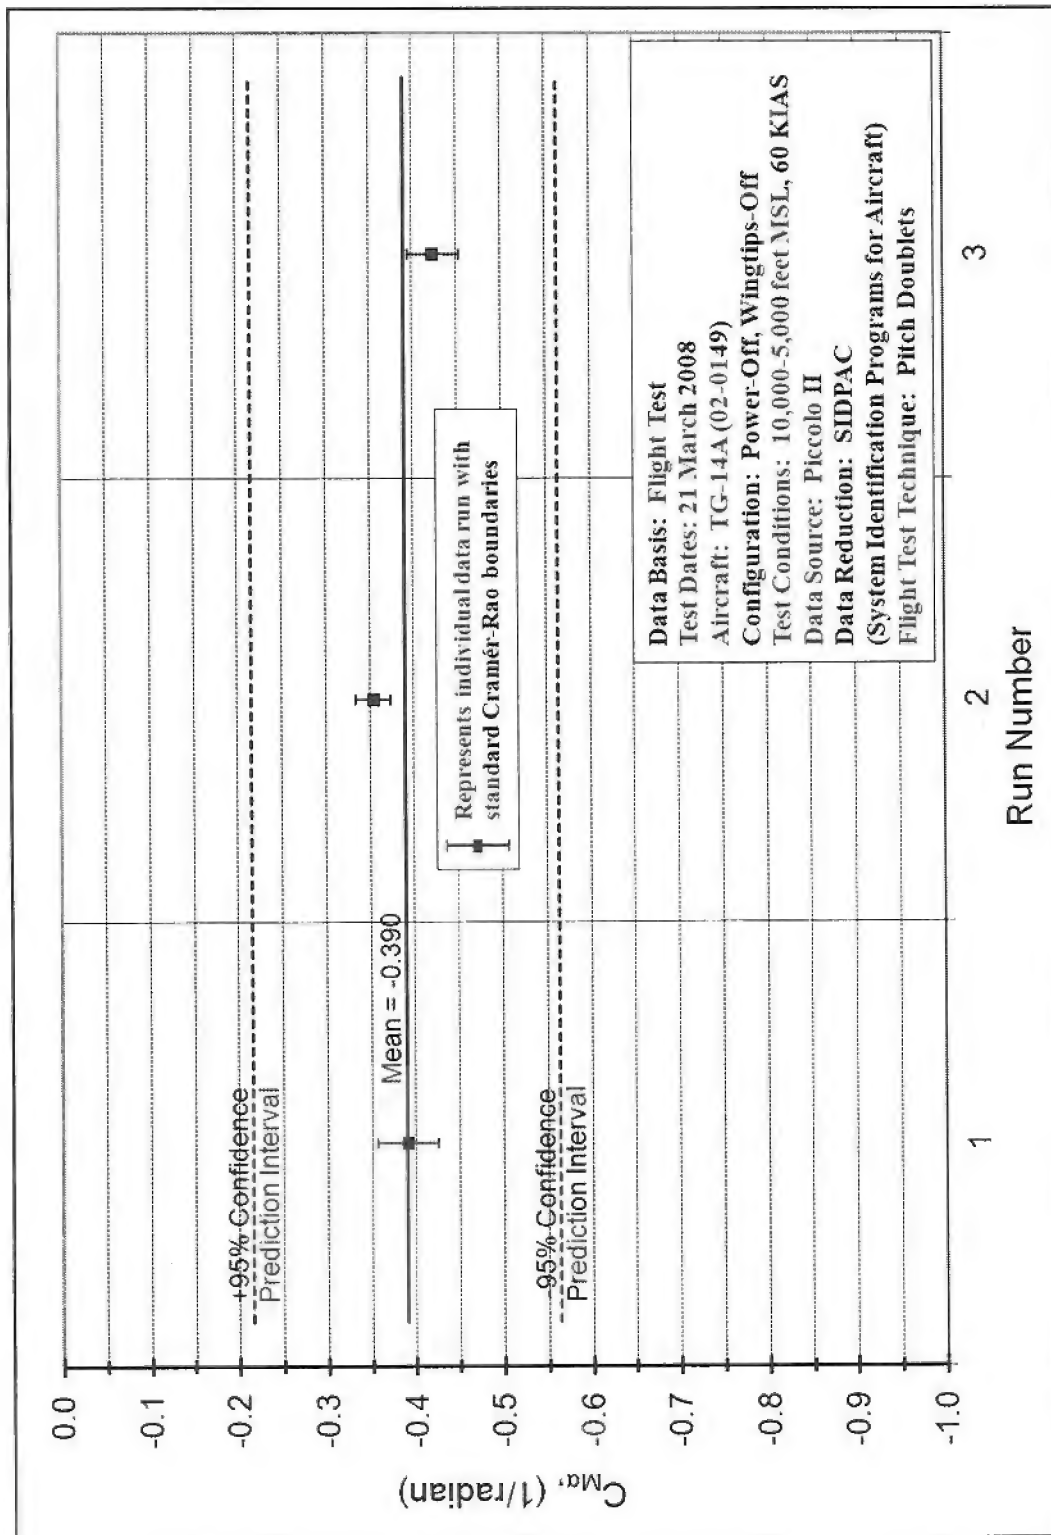 0.0
-0.1
-0.2
-0.3
-0.4
-0.5
-0.6
-0.7
-0.8
-0.9
-1.0
CMα, (1/radian)
+95% Confidence
Prediction Interval
Mean = -0.390
-95% Confidence
Prediction Interval
Represents individual data run with
standard Cramér-Rao boundaries
Data Basis: Flight Test
Test Dates: 21 March 2008
Aircraft: TG-14A (02-0149)
Configuration: Power-Off, Wingtips-Off
Test Conditions: 10,000-5,000 feet MSL, 60 KIAS
Data Source: Piccolo II
Data Reduction: SIDPAC
(System Identification Programs for Aircraft)
Flight Test Technique: Pitch Doublets
1
2
3
Run Number